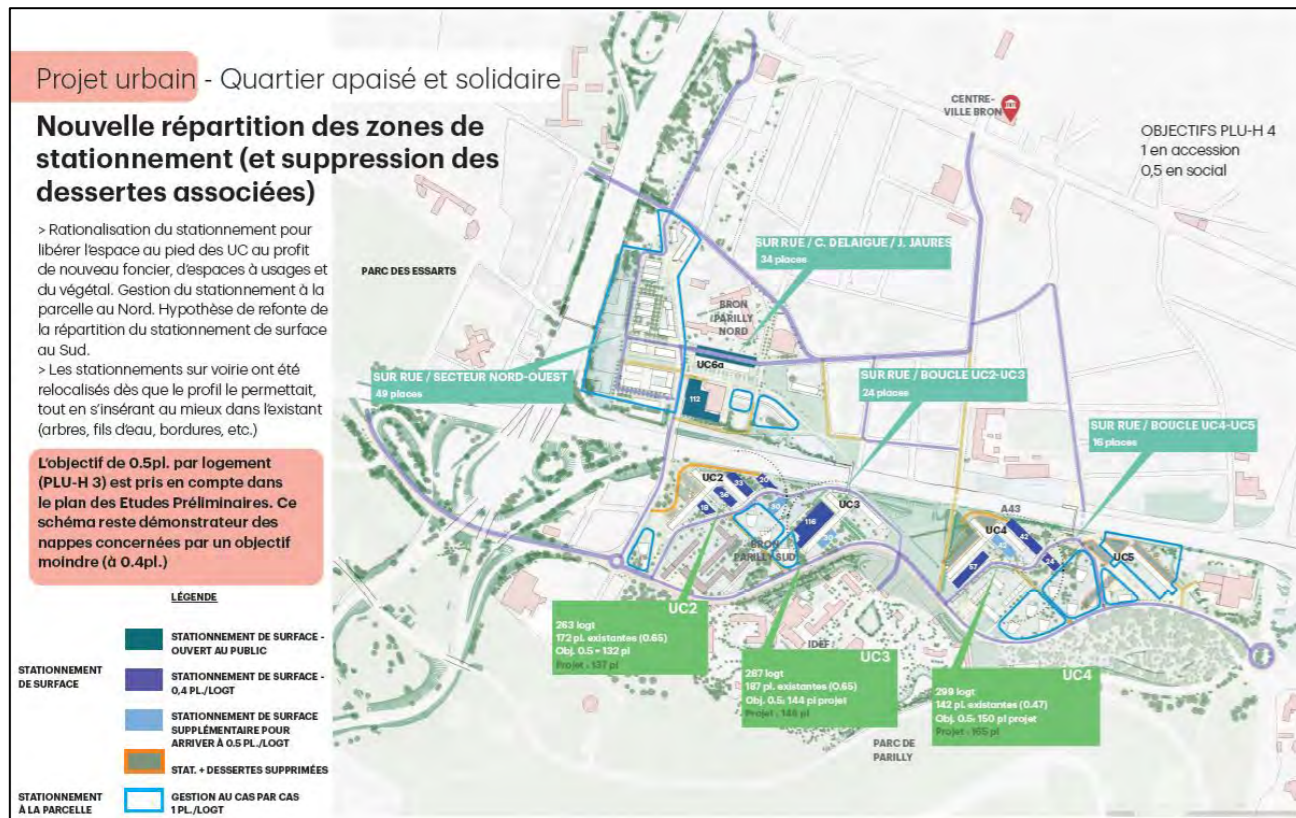 Projet urbain - Quartier apaisé et solidaire
Nouvelle répartition des zones de
stationnement (et suppression des
dessertes associées)
> Rationalisation du stationnement pour
libérer l'espace au pied des UC au profit
de nouveau foncier, d'espaces à usages et
du végétal. Gestion du stationnement à la
parcelle au Nord. Hypothèse de refonte de
la répartition du stationnement de surface
au Sud.
> Les stationnements sur voirie ont été
relocalisés dès que le profil le permettait,
tout en s'insérant au mieux dans l'existant
(arbres, fils d'eau, bordures, etc.)
L'objectif de 0.5pl. par logement
(PLU-H 3) est pris en compte dans
le plan des Etudes Préliminaires. Ce
schéma reste démonstrateur des
nappes concernées par un objectif
moindre (à 0.4pl.)
LÉGENDE
STATIONNEMENT
DE SURFACE
STATIONNEMENT DE SURFACE -
OUVERT AU PUBLIC
STATIONNEMENT DE SURFACE -
0,4 PL./LOGT
STATIONNEMENT DE SURFACE
SUPPLÉMENTAIRE POUR
ARRIVER À 0.5 PL./LOGT
STAT. + DESSERTES SUPPRIMÉES
STATIONNEMENT
À LA PARCELLE
GESTION AU CAS PAR CAS
1 PL./LOGT
CENTRE-
VILLE BRON
OBJECTIFS PLU-H 4
1 en accession
0,5 en social
PARC DES ESSARTS
SUR RUE / C. DELAIGUE / J. JAURES
34 places
BRON
PARILLY
NORD
UC6a
112
SUR RUE / SECTEUR NORD-OUEST
49 places
SUR RUE / BOUCLE UC2-UC3
24 places
SUR RUE / BOUCLE UC4-UC5
16 places
UC2
33
20
36
18
30
116
UC3
BRON
PARILLY SUD
A43
UC4
42
24
57
UC5
UC2
263 logt
172 pl. existantes (0.65)
Obj. 0.5 = 132 pl
Projet : 137 pl
IDEF
UC3
287 logt
187 pl. existantes (0.65)
Obj. 0.5: 144 pl projet
Projet : 146 pl
UC4
299 logt
142 pl. existantes (0.47)
Obj. 0.5: 150 pl projet
Projet : 165 pl
PARC DE
PARILLY